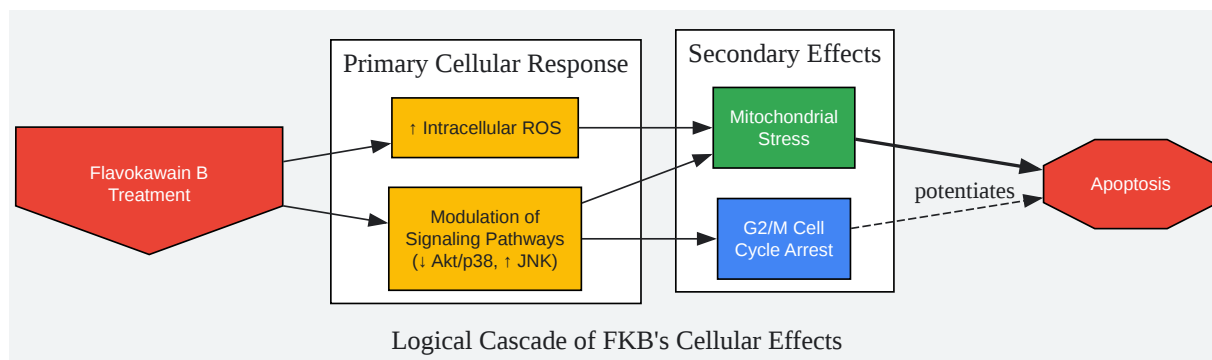 Flavokawain B
Treatment
Primary Cellular Response
↑ Intracellular ROS
Modulation of
Signaling Pathways
(↓ Akt/p38, ↑ JNK)
Secondary Effects
Mitochondrial
Stress
G2/M Cell
Cycle Arrest
potentiates
Apoptosis
Logical Cascade of FKB's Cellular Effects